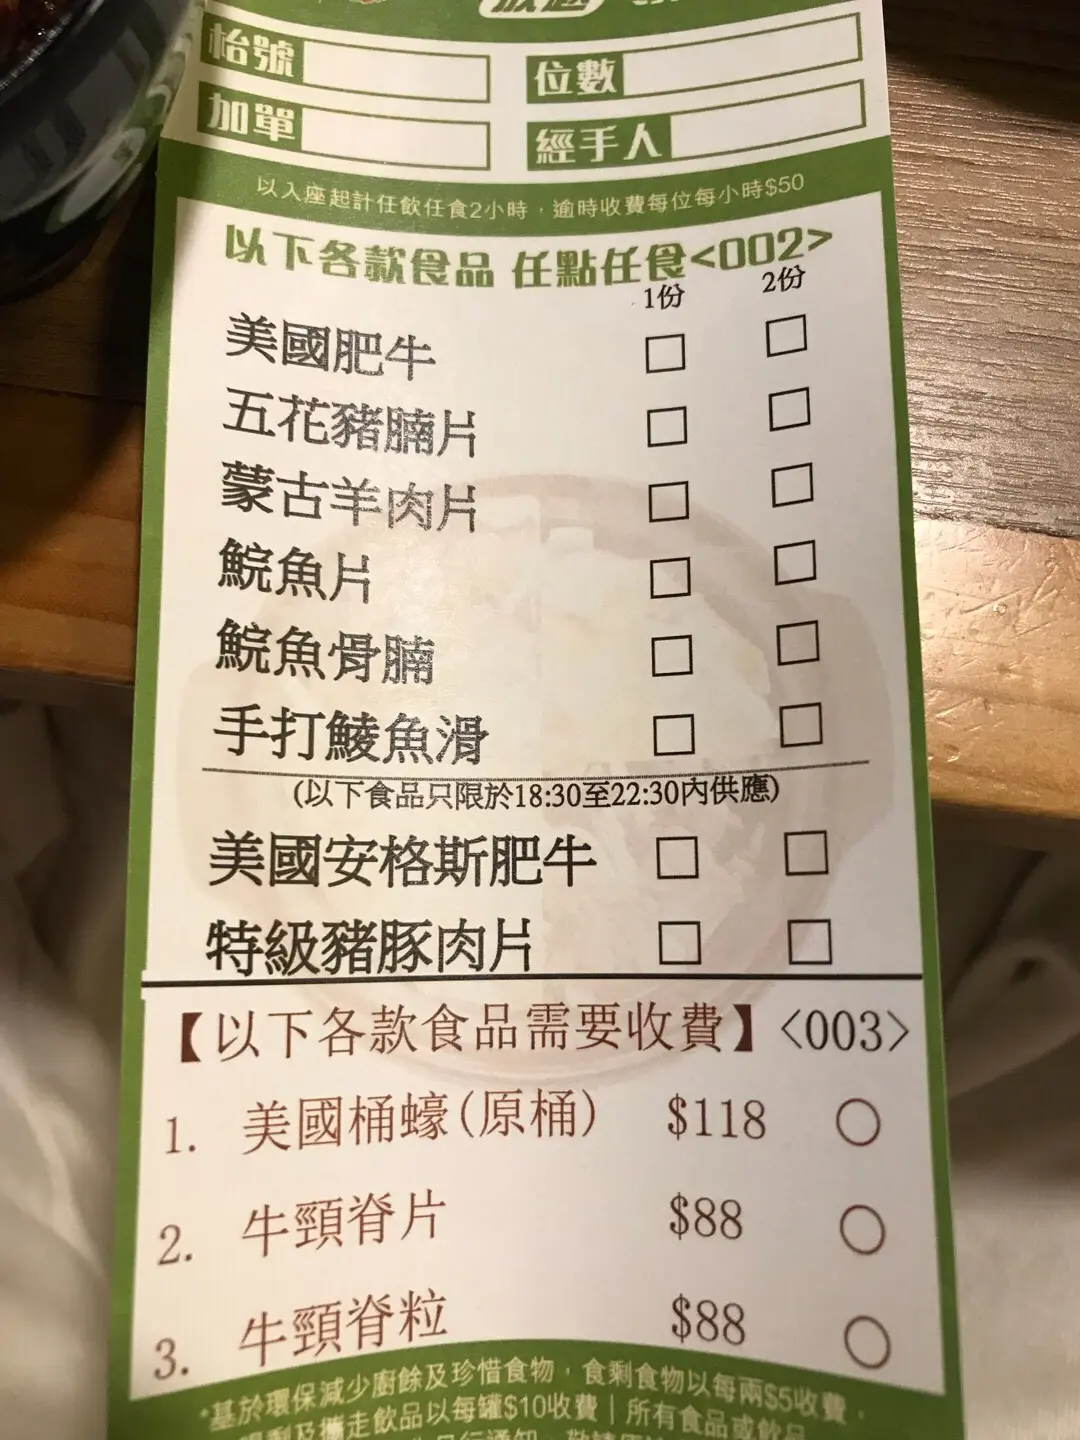 枱號
位數
加單
經手人
以入座起計任飲任食2小時，逾時收費每位每小時$50
以下各款食品 任點任食<002>
1份 2份
美國肥牛
五花豬腩片
蒙古羊肉片
鯇魚片
鯇魚骨腩
手打鯪魚滑
(以下食品只限於18:30至22:30內供應)
美國安格斯肥牛
特級豬豚肉片
【以下各款食品需要收費】<003>
1. 美國桶蠔(原桶) $118
2. 牛頸脊片 $88
3. 牛頸脊粒 $88
*基於環保減少廚餘及珍惜食物，食剩食物以每兩$5收費，
剩及攜走飲品以每罐$10收費｜所有食品或飲品